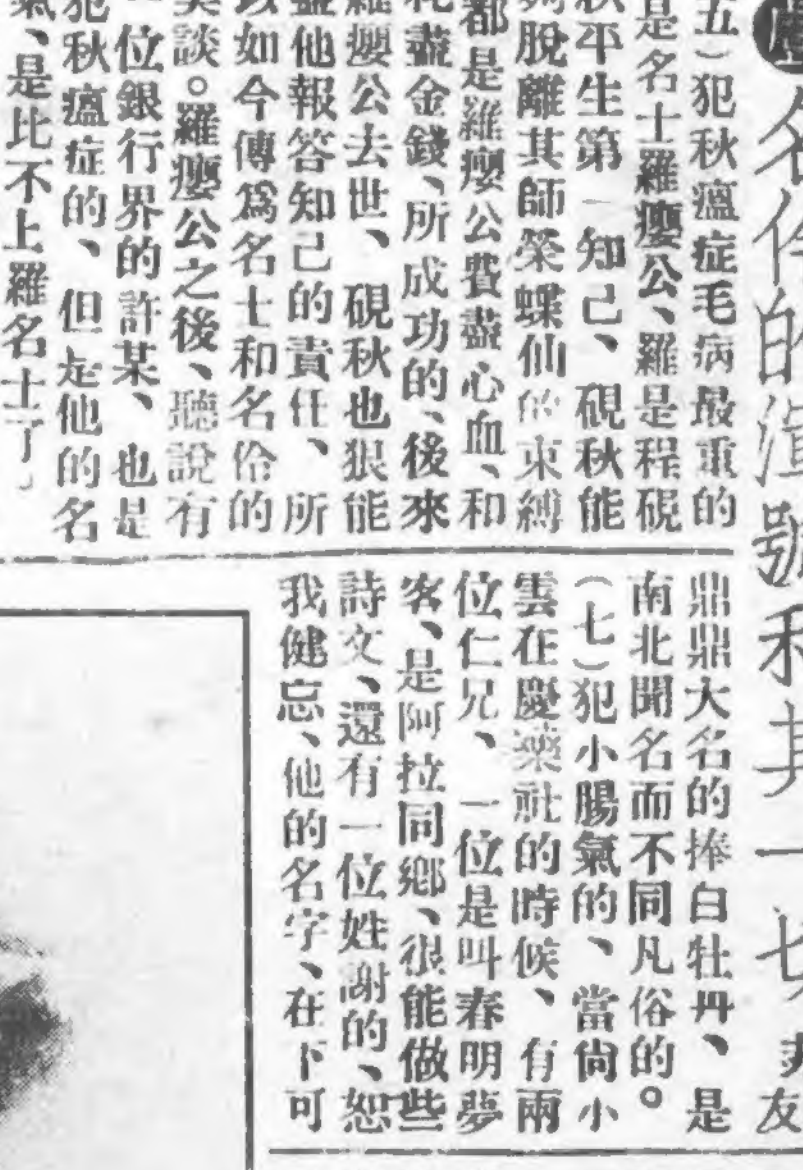 名伶的渾號和其一切
友
五）犯秋瘟症毛病最重的
是名士羅癭公、羅是程硯
秋平生第一知己、硯秋能
夠脫離其師榮蝶仙的束縛
都是羅癭公費盡心血、和
花盡金錢、所成功的、後來
羅癭公去世、硯秋也狠能
盡他報答知己的責任、所
以如今傳爲名士和名伶的
美談。羅癭公之後、聽說有
一位銀行界的許某、也是
犯秋瘟症的、但是他的名
氣、是比不上羅名士了」
鼎鼎大名的捧白牡丹、是
南北聞名而不同凡俗的。
（七）犯小腸氣的、當尙小
雲在慶樂社的時候、有兩
位仁兄、一位是叫春明夢
客、是阿拉同鄕、很能做些
詩文、還有一位姓謝的、恕
我健忘、他的名字、在下可